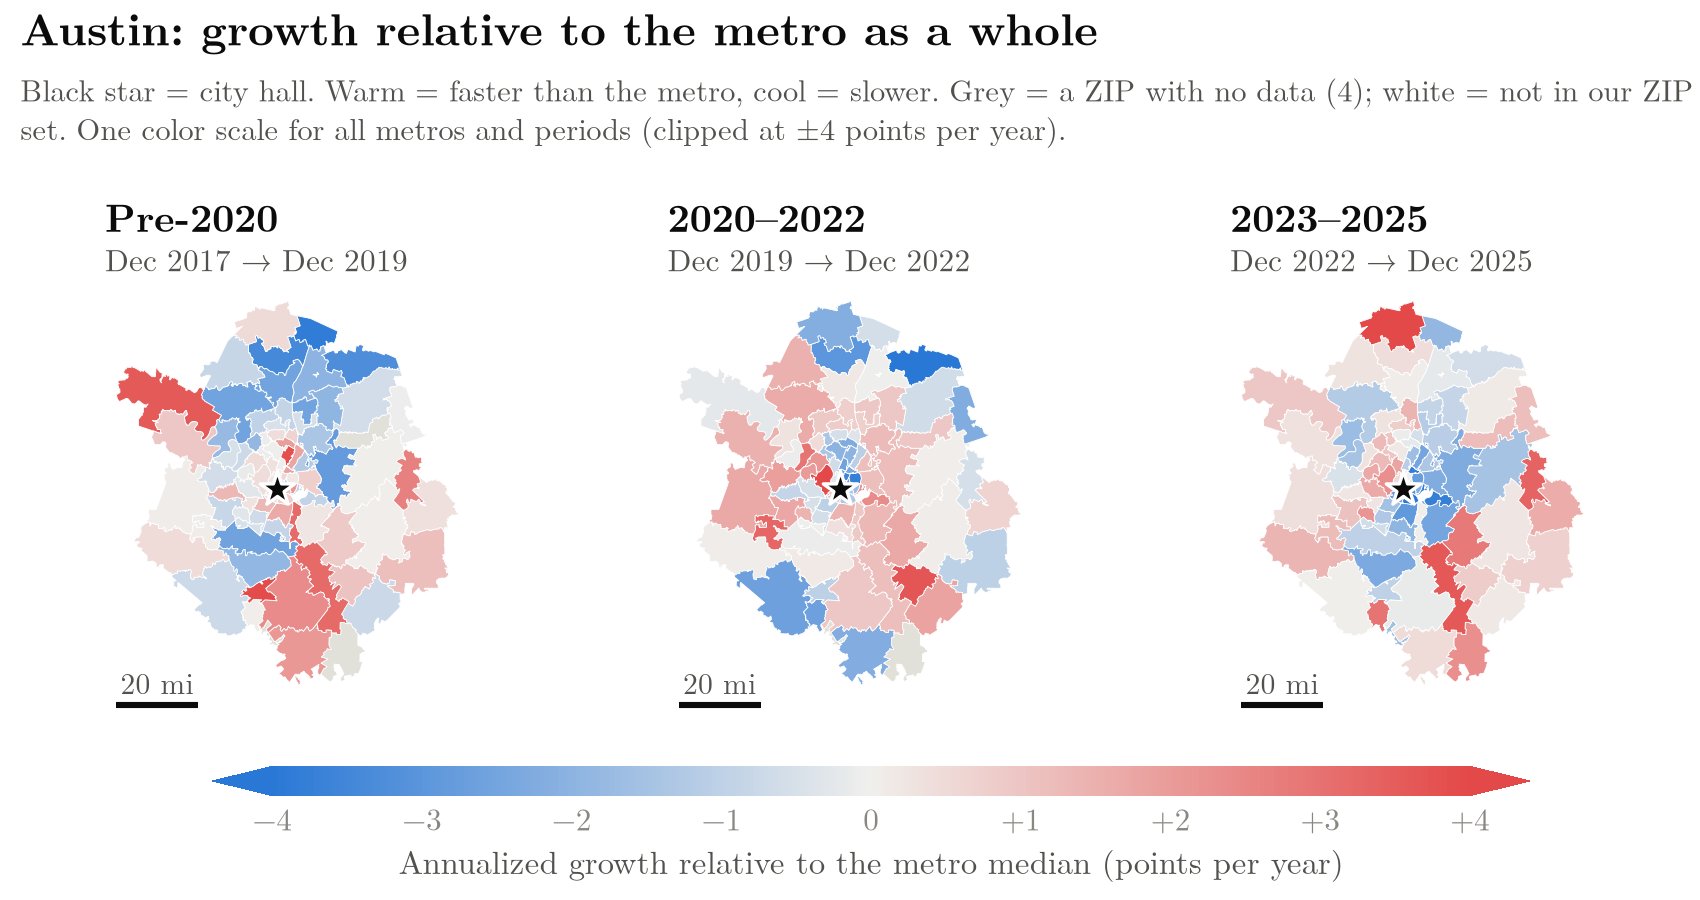 Austin: growth relative to the metro as a whole
Black star = city hall. Warm = faster than the metro, cool = slower. Grey = a ZIP with no data (4); white = not in our ZIP
set. One color scale for all metros and periods (clipped at ±4 points per year).
Pre-2020
Dec 2017 → Dec 2019
20 mi
2020–2022
Dec 2019 → Dec 2022
20 mi
2023–2025
Dec 2022 → Dec 2025
20 mi
−4 −3 −2 −1 0 +1 +2 +3 +4
Annualized growth relative to the metro median (points per year)